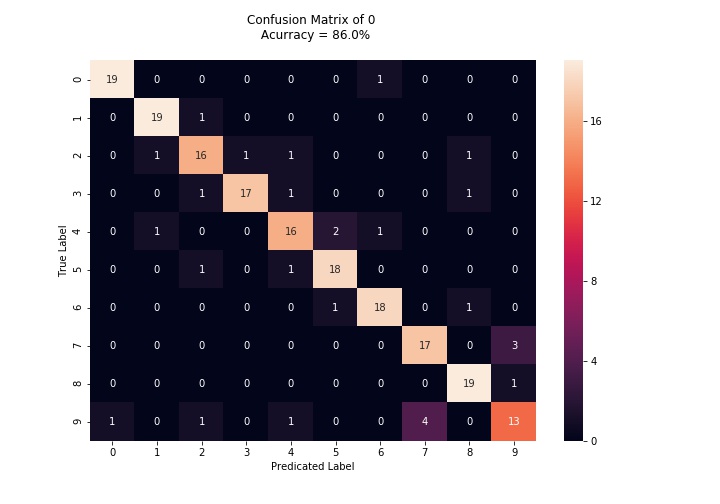 Confusion Matrix of 0
Acurracy = 86.0%
0 19 0 0 0 0 0 1 0 0 0
1 0 19 1 0 0 0 0 0 0 0
2 0 1 16 1 1 0 0 0 1 0
3 0 0 1 17 1 0 0 0 1 0
4 0 1 0 0 16 2 1 0 0 0
5 0 0 1 0 1 18 0 0 0 0
6 0 0 0 0 0 1 18 0 1 0
7 0 0 0 0 0 0 0 17 0 3
8 0 0 0 0 0 0 0 0 19 1
9 1 0 1 0 1 0 0 4 0 13
0 1 2 3 4 5 6 7 8 9
True Label
Predicated Label
16
12
8
4
0